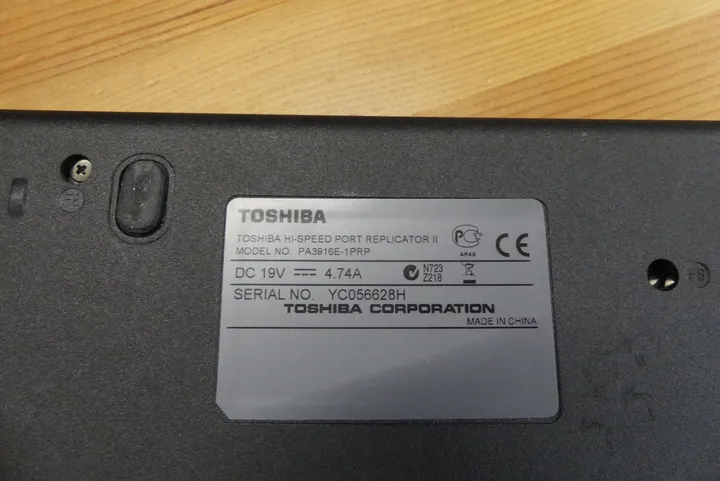 TOSHIBA
TOSHIBA HI-SPEED PORT REPLICATOR II
MODEL NO. PA3916E-1PRP
AЯ46
CE
DC 19V 4.74A
N723
Z218
SERIAL NO. YC056628H
TOSHIBA CORPORATION
MADE IN CHINA